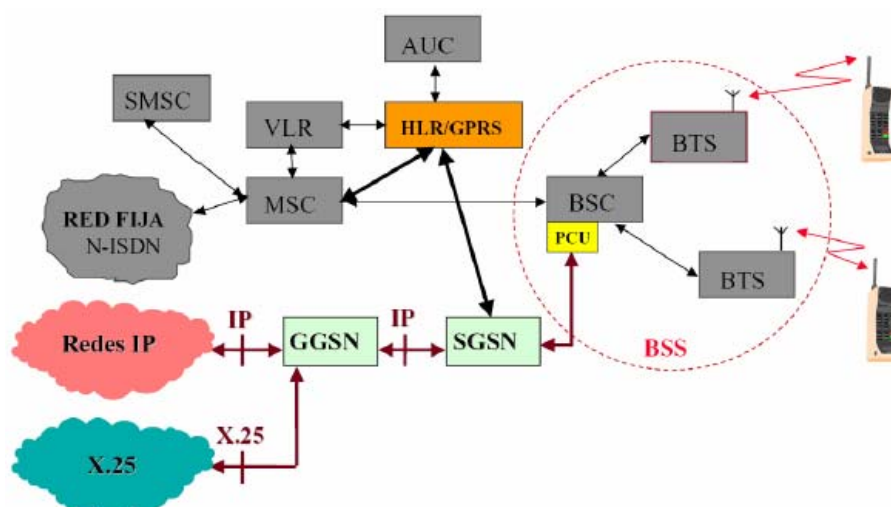 AUC
SMSC
VLR
HLR/GPRS
BTS
MSC
BSC
RED FIJA
N-ISDN
PCU
BTS
IP
IP
Redes IP
GGSN
SGSN
BSS
X.25
X.25